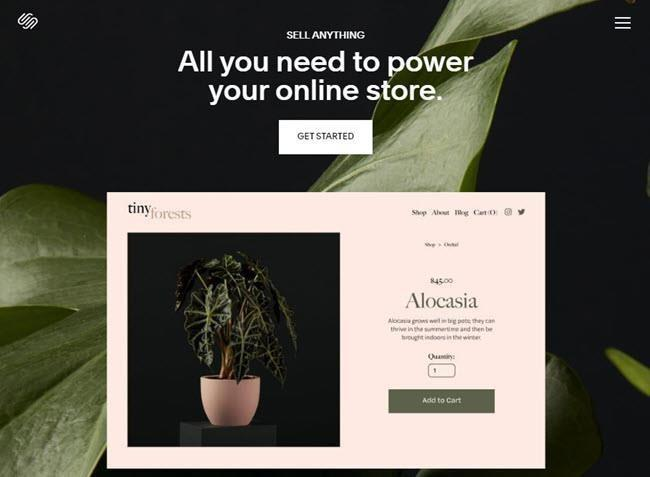 SELL ANYTHING
All you need to power
your online store.
GET STARTED
tinyforests
Shop About Blog Cart (0)
Shop > Orchid
$45.00
Alocasia
Alocasia grows well in big pots; they can
thrive in the summertime and then be
brought indoors in the winter.
Quantity:
1
Add to Cart